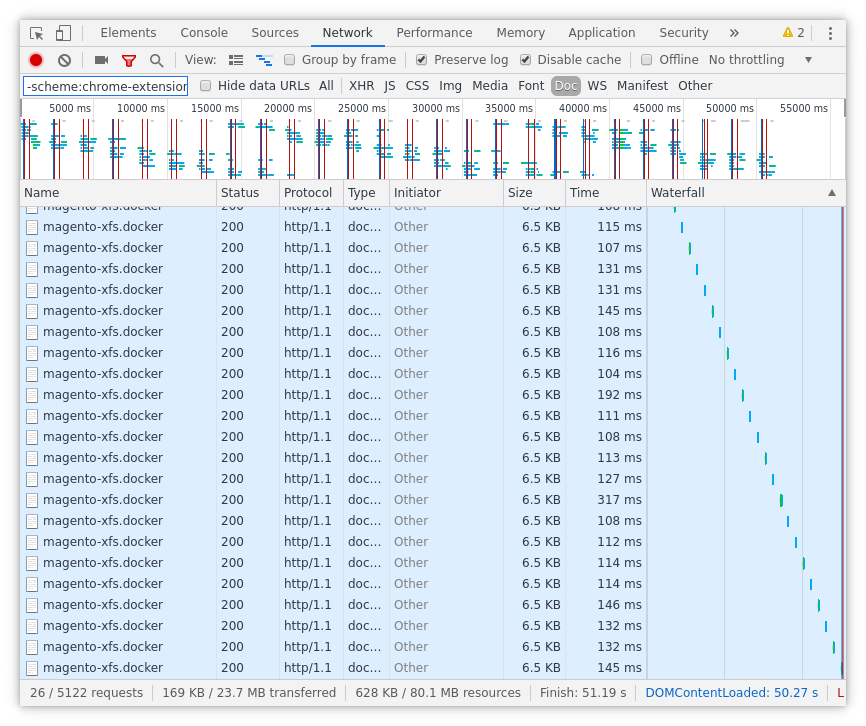 Elements Console Sources Network Performance Memory Application Security » 2
View: Group by frame Preserve log Disable cache Offline No throttling
-scheme:chrome-extension Hide data URLs All XHR JS CSS Img Media Font Doc WS Manifest Other
5000 ms 10000 ms 15000 ms 20000 ms 25000 ms 30000 ms 35000 ms 40000 ms 45000 ms 50000 ms 55000 ms
Name Status Protocol Type Initiator Size Time Waterfall
magento-xfs.docker 200 http/1.1 doc… Other 6.5 KB 108 ms
magento-xfs.docker 200 http/1.1 doc… Other 6.5 KB 115 ms
magento-xfs.docker 200 http/1.1 doc… Other 6.5 KB 107 ms
magento-xfs.docker 200 http/1.1 doc… Other 6.5 KB 131 ms
magento-xfs.docker 200 http/1.1 doc… Other 6.5 KB 131 ms
magento-xfs.docker 200 http/1.1 doc… Other 6.5 KB 145 ms
magento-xfs.docker 200 http/1.1 doc… Other 6.5 KB 108 ms
magento-xfs.docker 200 http/1.1 doc… Other 6.5 KB 116 ms
magento-xfs.docker 200 http/1.1 doc… Other 6.5 KB 104 ms
magento-xfs.docker 200 http/1.1 doc… Other 6.5 KB 192 ms
magento-xfs.docker 200 http/1.1 doc… Other 6.5 KB 111 ms
magento-xfs.docker 200 http/1.1 doc… Other 6.5 KB 108 ms
magento-xfs.docker 200 http/1.1 doc… Other 6.5 KB 113 ms
magento-xfs.docker 200 http/1.1 doc… Other 6.5 KB 127 ms
magento-xfs.docker 200 http/1.1 doc… Other 6.5 KB 317 ms
magento-xfs.docker 200 http/1.1 doc… Other 6.5 KB 108 ms
magento-xfs.docker 200 http/1.1 doc… Other 6.5 KB 112 ms
magento-xfs.docker 200 http/1.1 doc… Other 6.5 KB 114 ms
magento-xfs.docker 200 http/1.1 doc… Other 6.5 KB 114 ms
magento-xfs.docker 200 http/1.1 doc… Other 6.5 KB 146 ms
magento-xfs.docker 200 http/1.1 doc… Other 6.5 KB 132 ms
magento-xfs.docker 200 http/1.1 doc… Other 6.5 KB 132 ms
magento-xfs.docker 200 http/1.1 doc… Other 6.5 KB 145 ms
26 / 5122 requests 169 KB / 23.7 MB transferred 628 KB / 80.1 MB resources Finish: 51.19 s DOMContentLoaded: 50.27 s L